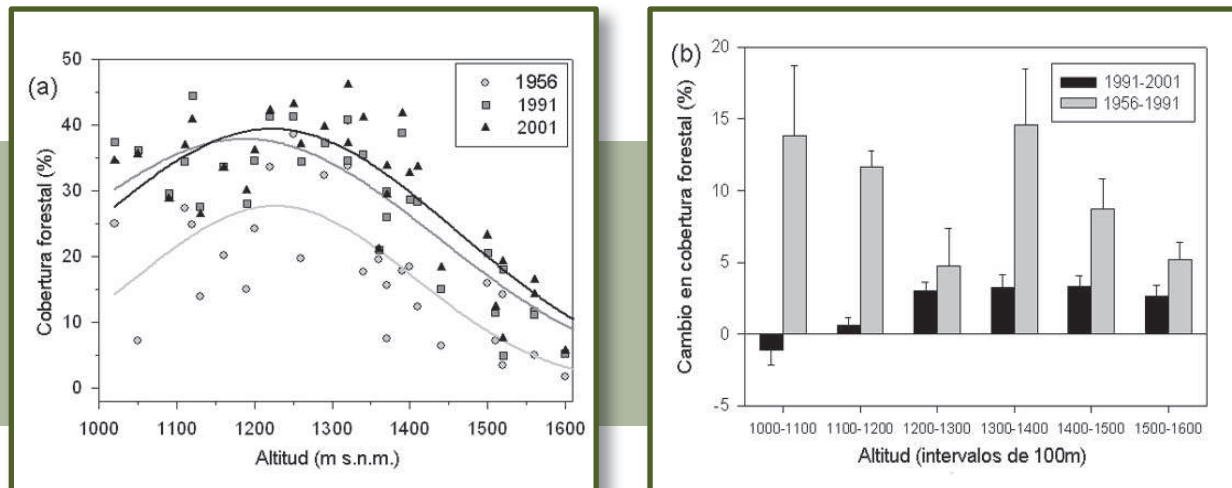 (a)
50
40
30
20
10
0
Cobertura forestal (%)
1956
1991
2001
1000 1100 1200 1300 1400 1500 1600
Altitud (m s.n.m.)
(b)
20
15
10
5
0
-5
Cambio en cobertura forestal (%)
1991-2001
1956-1991
1000-1100 1100-1200 1200-1300 1300-1400 1400-1500 1500-1600
Altitud (intervalos de 100m)